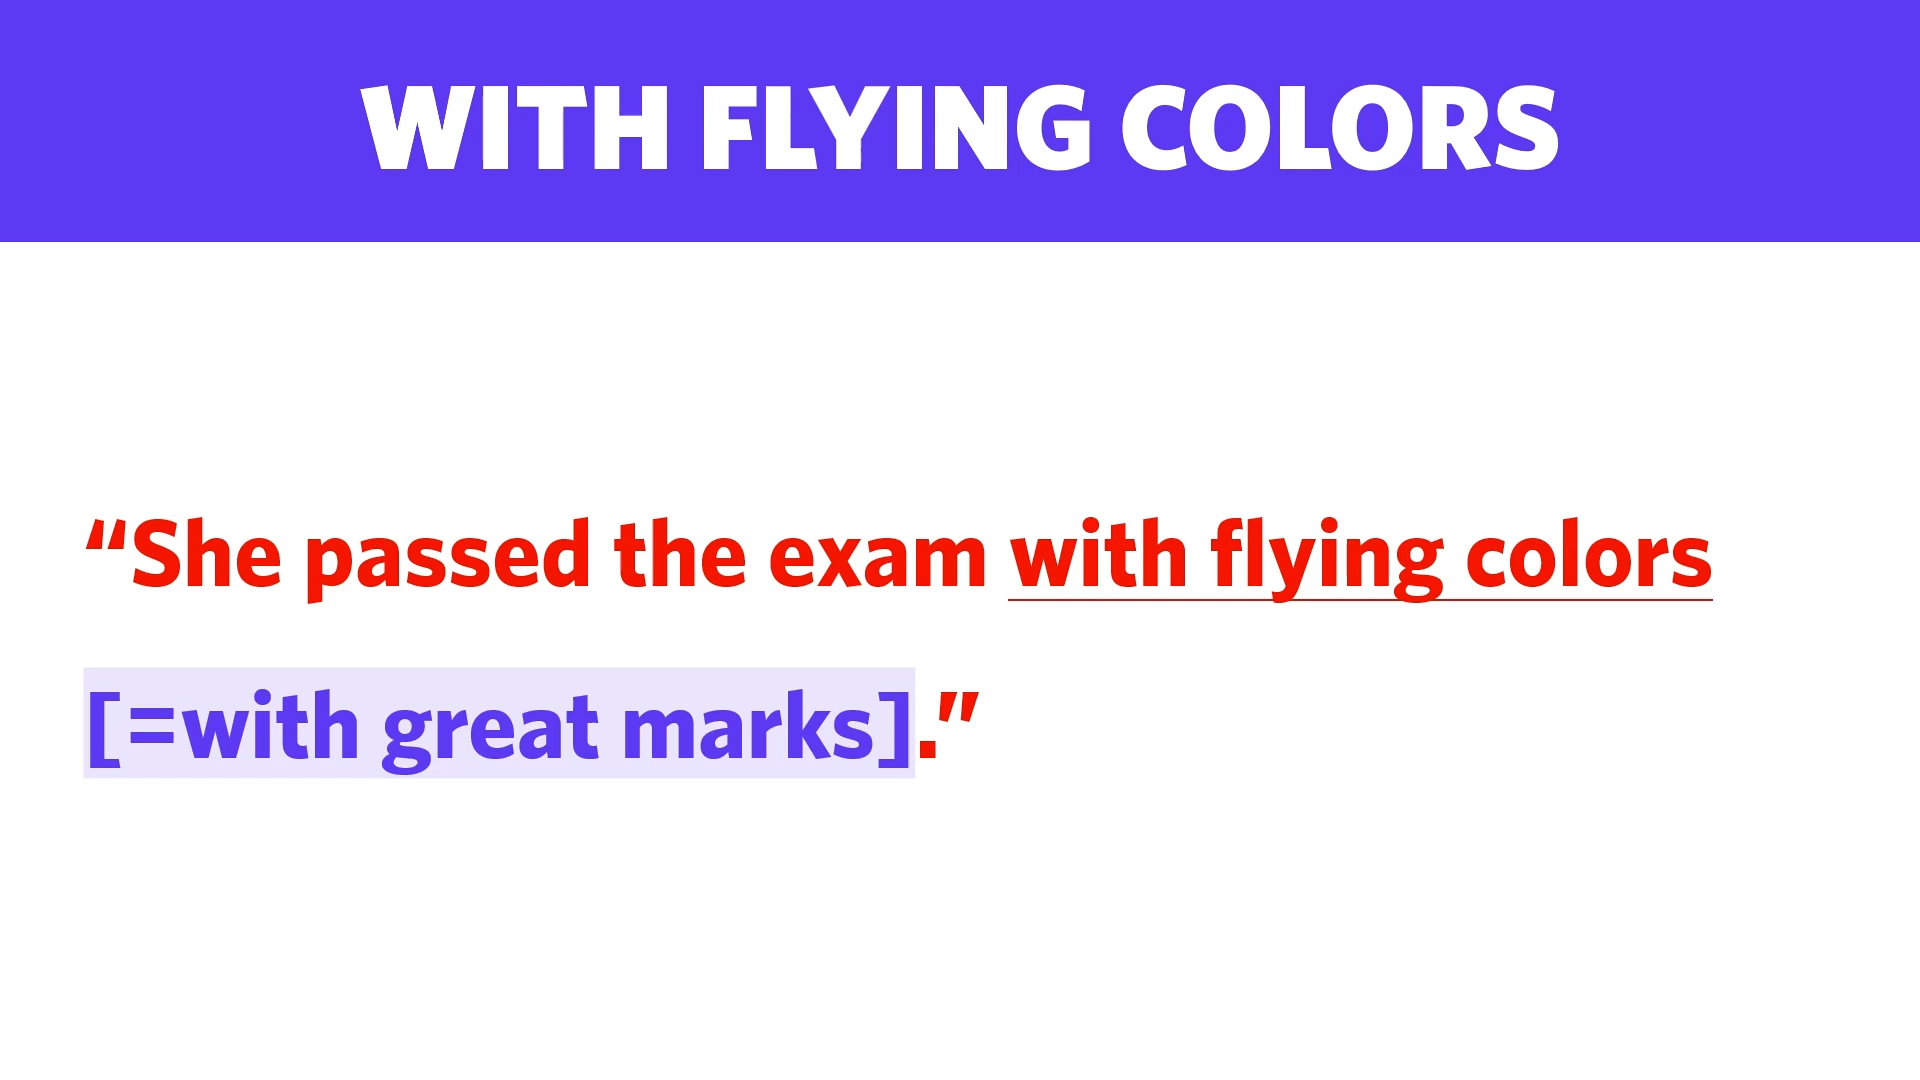 WITH FLYING COLORS
“She passed the exam with flying colors
[=with great marks].”